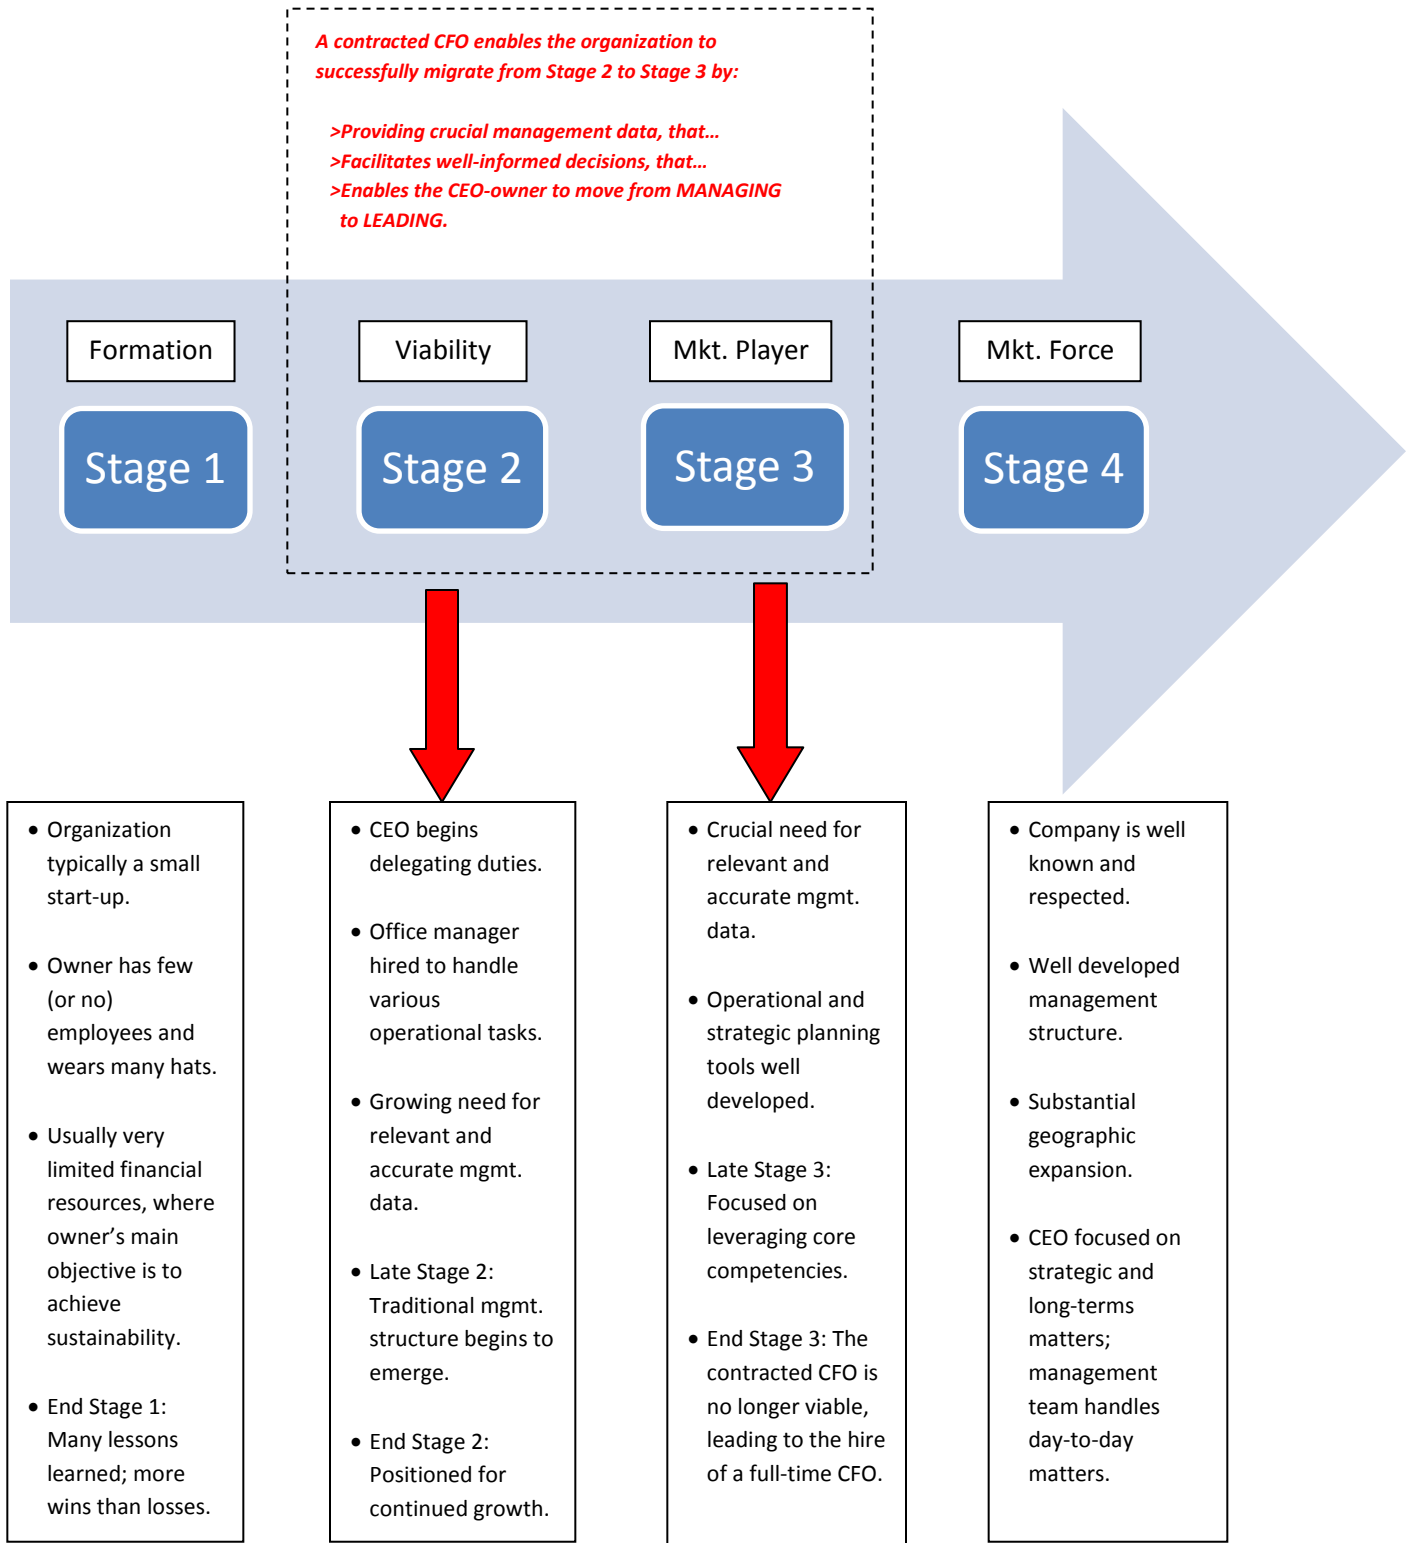 A contracted CFO enables the organization to
successfully migrate from Stage 2 to Stage 3 by:
>Providing crucial management data, that…
>Facilitates well-informed decisions, that…
>Enables the CEO-owner to move from MANAGING
to LEADING.
Formation
Viability
Mkt. Player
Mkt. Force
Stage 1
Stage 2
Stage 3
Stage 4
• Organization
typically a small
start-up.
• Owner has few
(or no)
employees and
wears many hats.
• Usually very
limited financial
resources, where
owner’s main
objective is to
achieve
sustainability.
• End Stage 1:
Many lessons
learned; more
wins than losses.
• CEO begins
delegating duties.
• Office manager
hired to handle
various
operational tasks.
• Growing need for
relevant and
accurate mgmt.
data.
• Late Stage 2:
Traditional mgmt.
structure begins to
emerge.
• End Stage 2:
Positioned for
continued growth.
• Crucial need for
relevant and
accurate mgmt.
data.
• Operational and
strategic planning
tools well
developed.
• Late Stage 3:
Focused on
leveraging core
competencies.
• End Stage 3: The
contracted CFO is
no longer viable,
leading to the hire
of a full-time CFO.
• Company is well
known and
respected.
• Well developed
management
structure.
• Substantial
geographic
expansion.
• CEO focused on
strategic and
long-terms
matters;
management
team handles
day-to-day
matters.